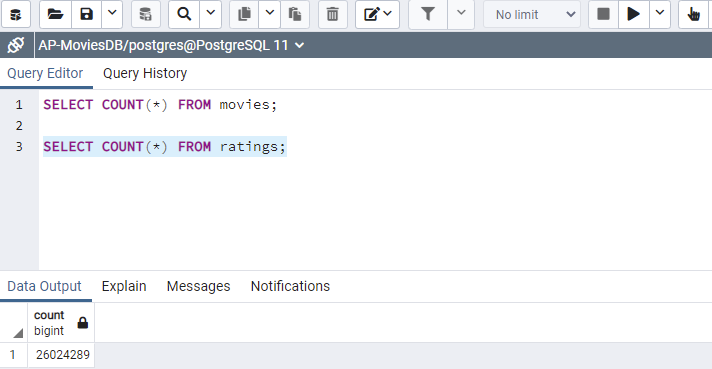 No limit
AP-MoviesDB/postgres@PostgreSQL 11
Query Editor Query History
1 SELECT COUNT(*) FROM movies;
2
3 SELECT COUNT(*) FROM ratings;
Data Output Explain Messages Notifications
count
bigint
1 26024289